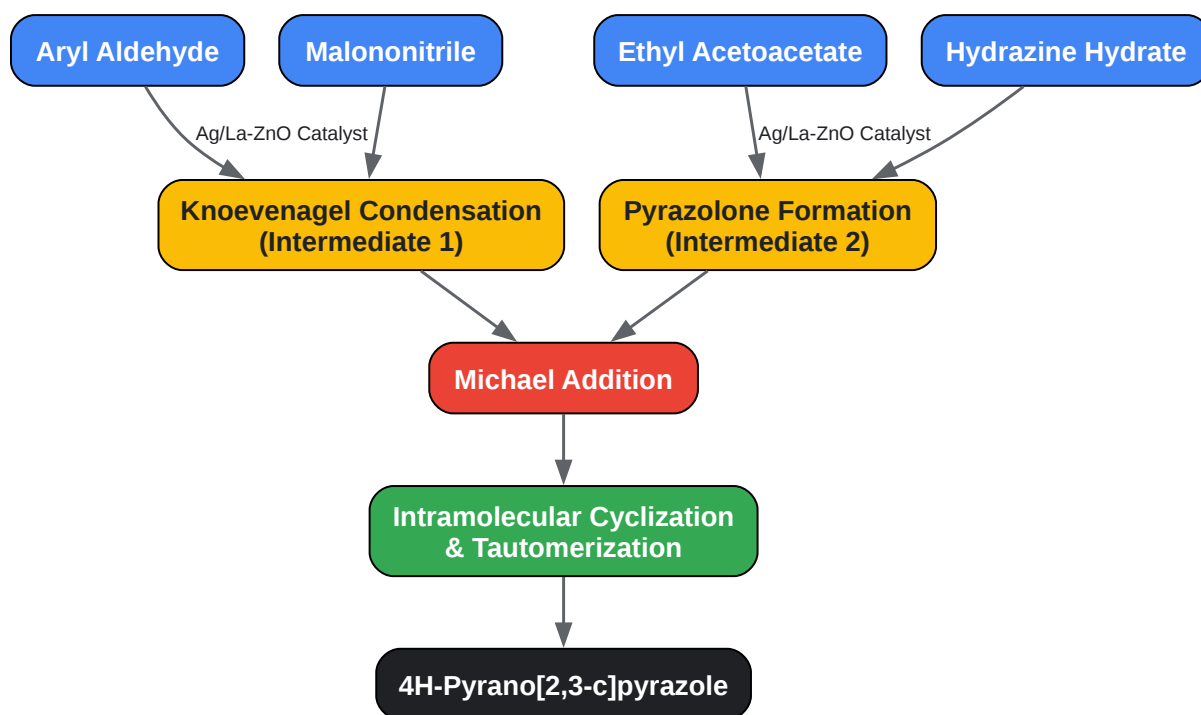 Aryl Aldehyde
Malononitrile
Ethyl Acetoacetate
Hydrazine Hydrate
Ag/La-ZnO Catalyst
Ag/La-ZnO Catalyst
Knoevenagel Condensation
(Intermediate 1)
Pyrazolone Formation
(Intermediate 2)
Michael Addition
Intramolecular Cyclization
& Tautomerization
4H-Pyrano[2,3-c]pyrazole